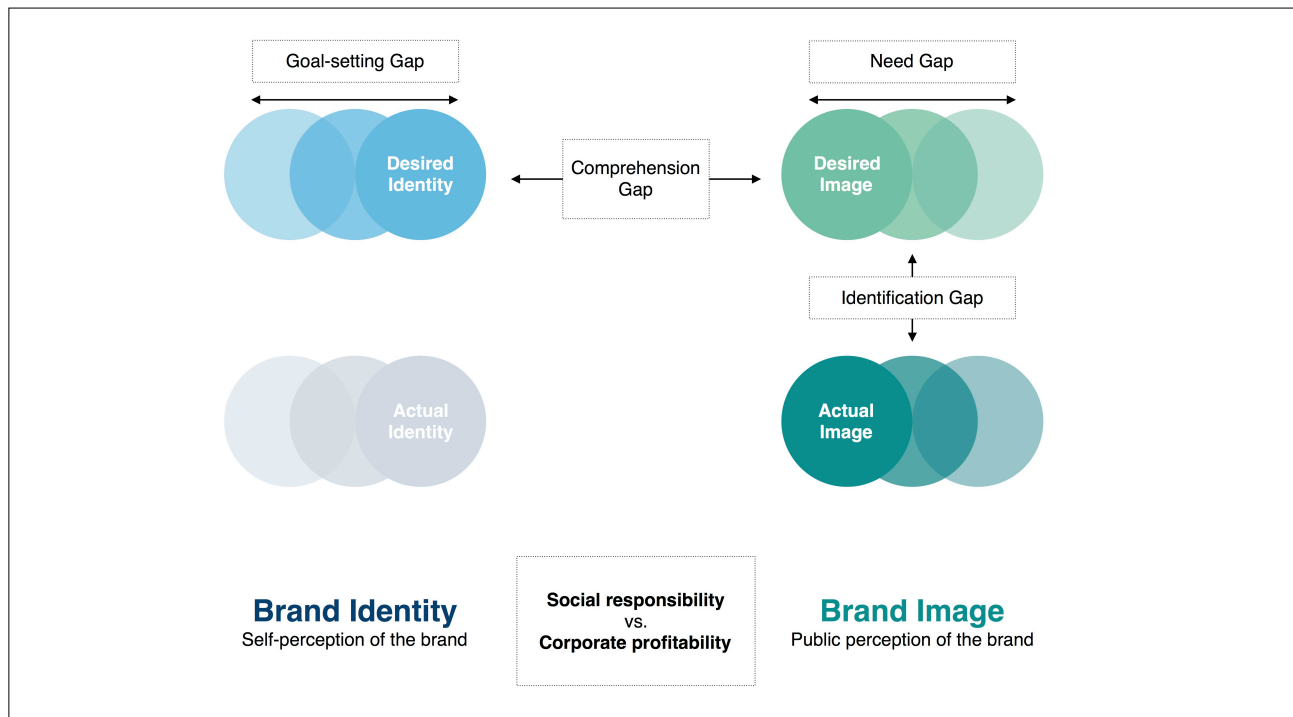 Goal-setting Gap
Need Gap
Desired
Identity
Comprehension
Gap
Desired
Image
Identification Gap
Actual
Identity
Actual
Image
Brand Identity
Self-perception of the brand
Social responsibility
vs.
Corporate profitability
Brand Image
Public perception of the brand